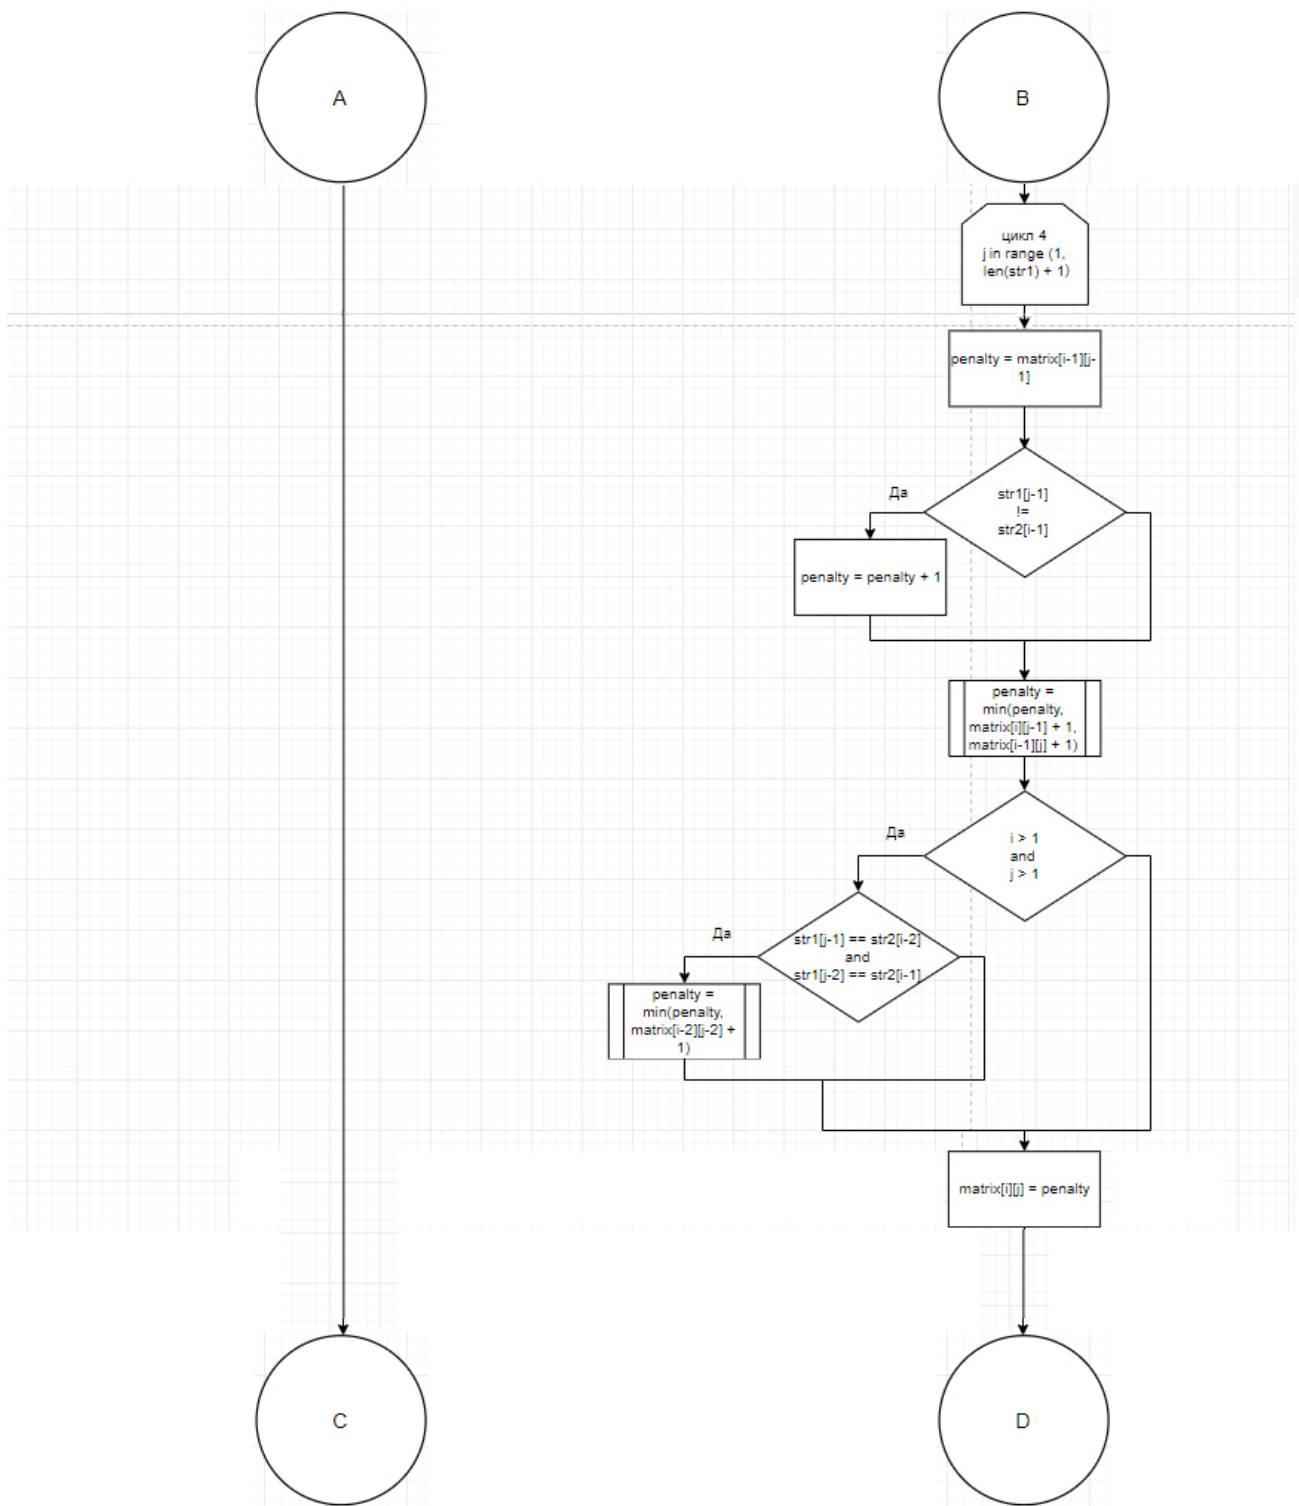 A
B
цикл 4
j in range (1,
len(str1) + 1)
penalty = matrix[i-1][j-
1]
Да
str1[j-1]
!=
str2[i-1]
penalty = penalty + 1
penalty =
min(penalty,
matrix[i][j-1] + 1,
matrix[i-1][j] + 1)
Да
i > 1
and
j > 1
Да
str1[j-1] == str2[i-2]
and
str1[j-2] == str2[i-1]
penalty =
min(penalty,
matrix[i-2][j-2] +
1)
matrix[i][j] = penalty
C
D